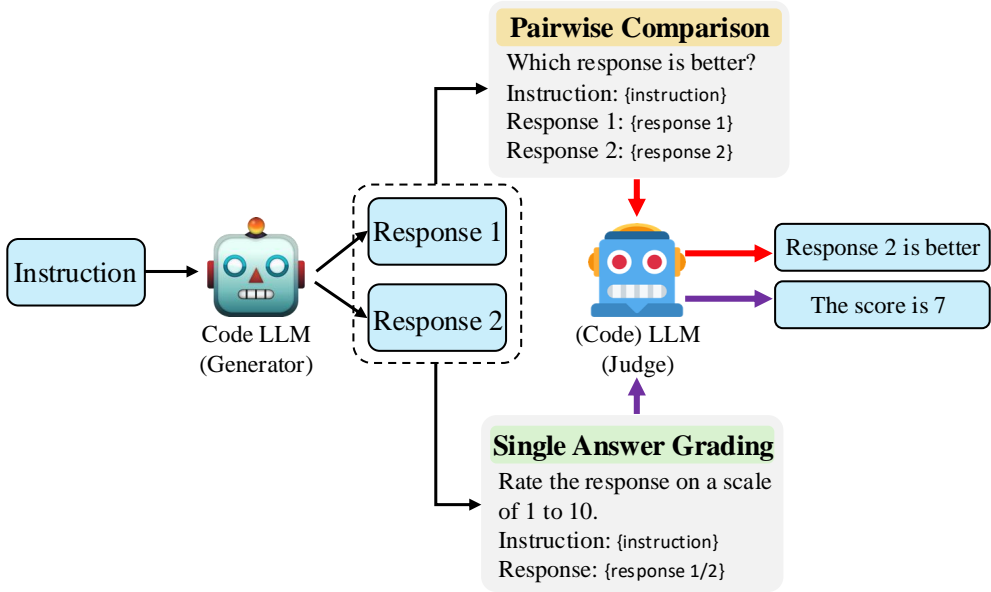 Pairwise Comparison
Which response is better?
Instruction: {instruction}
Response 1: {response 1}
Response 2: {response 2}
Instruction
Code LLM
(Generator)
Response 1
Response 2
(Code) LLM
(Judge)
Response 2 is better
The score is 7
Single Answer Grading
Rate the response on a scale
of 1 to 10.
Instruction: {instruction}
Response: {response 1/2}